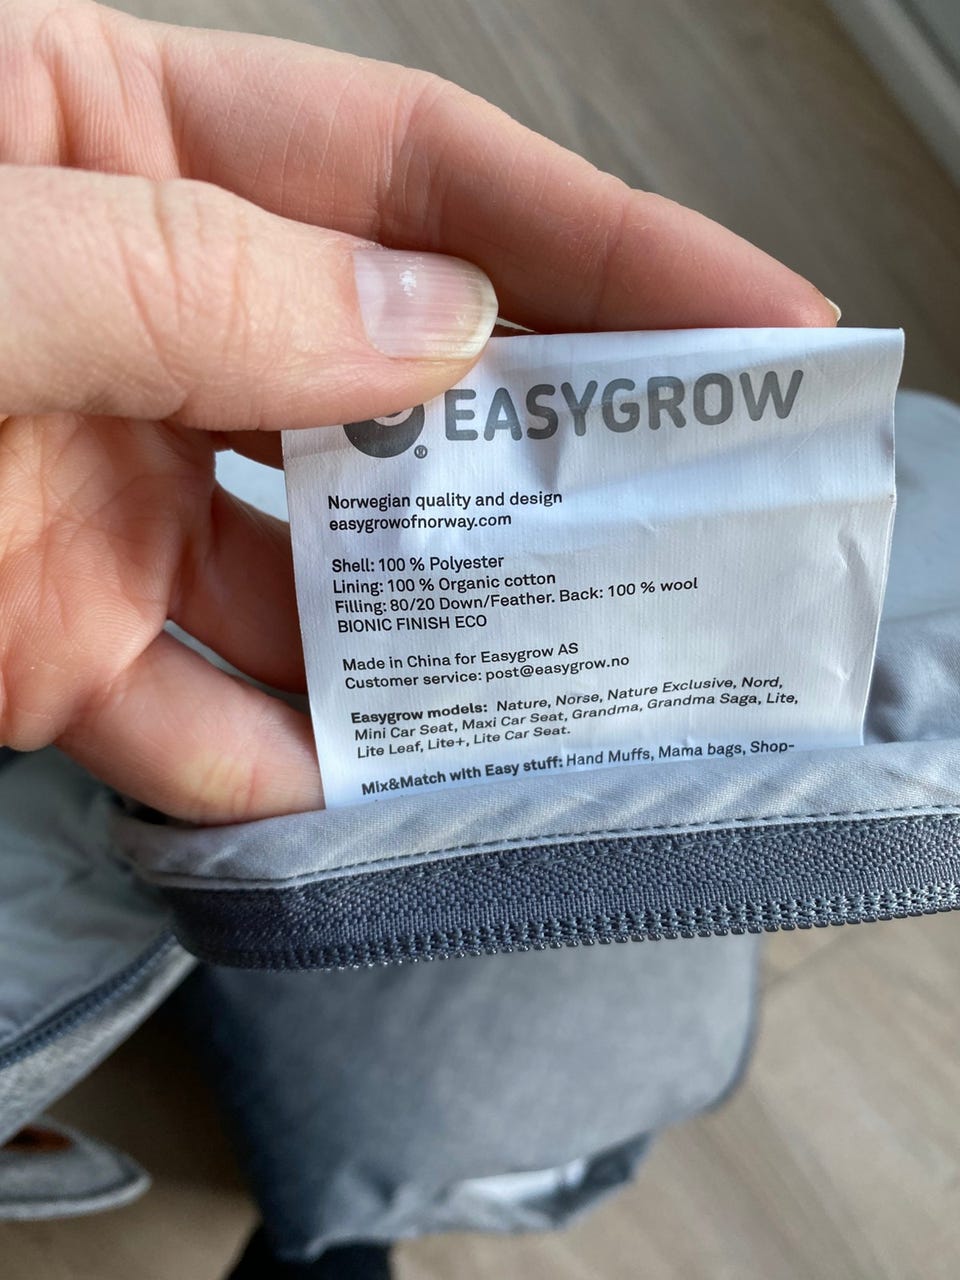 EASYGROW
®
Norwegian quality and design
easygrowofnorway.com
Shell: 100 % Polyester
Lining: 100 % Organic cotton
Filling: 80/20 Down/Feather. Back: 100 % wool
BIONIC FINISH ECO
Made in China for Easygrow AS
Customer service: post@easygrow.no
Easygrow models: Nature, Norse, Nature Exclusive, Nord,
Mini Car Seat, Maxi Car Seat, Grandma, Grandma Saga, Lite,
Lite Leaf, Lite+, Lite Car Seat.
Mix&Match with Easy stuff: Hand Muffs, Mama bags, Shop-